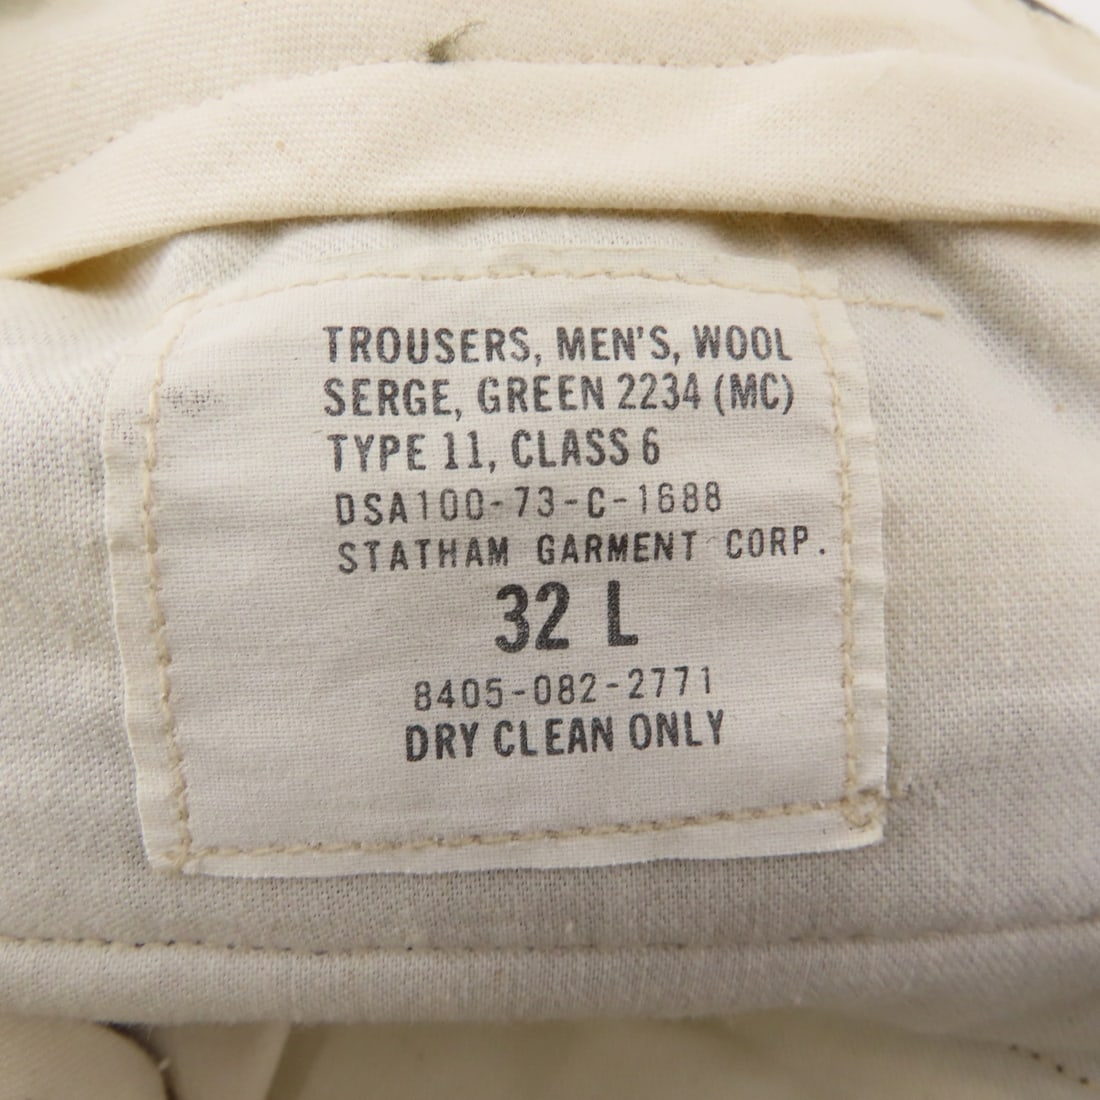 TROUSERS, MEN'S, WOOL
SERGE, GREEN 2234 (MC)
TYPE 11, CLASS 6
DSA100-73-C-1688
STATHAM GARMENT CORP.
32 L
8405-082-2771
DRY CLEAN ONLY